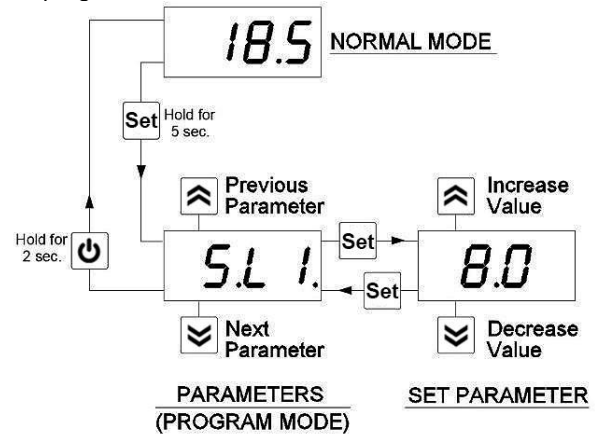 18.5
NORMAL MODE
Set
Hold for
5 sec.
Previous
Parameter
Increase
Value
Hold for
2 sec.
S.L 1.
Set
Set
8.0
Next
Parameter
Decrease
Value
PARAMETERS
(PROGRAM MODE)
SET PARAMETER